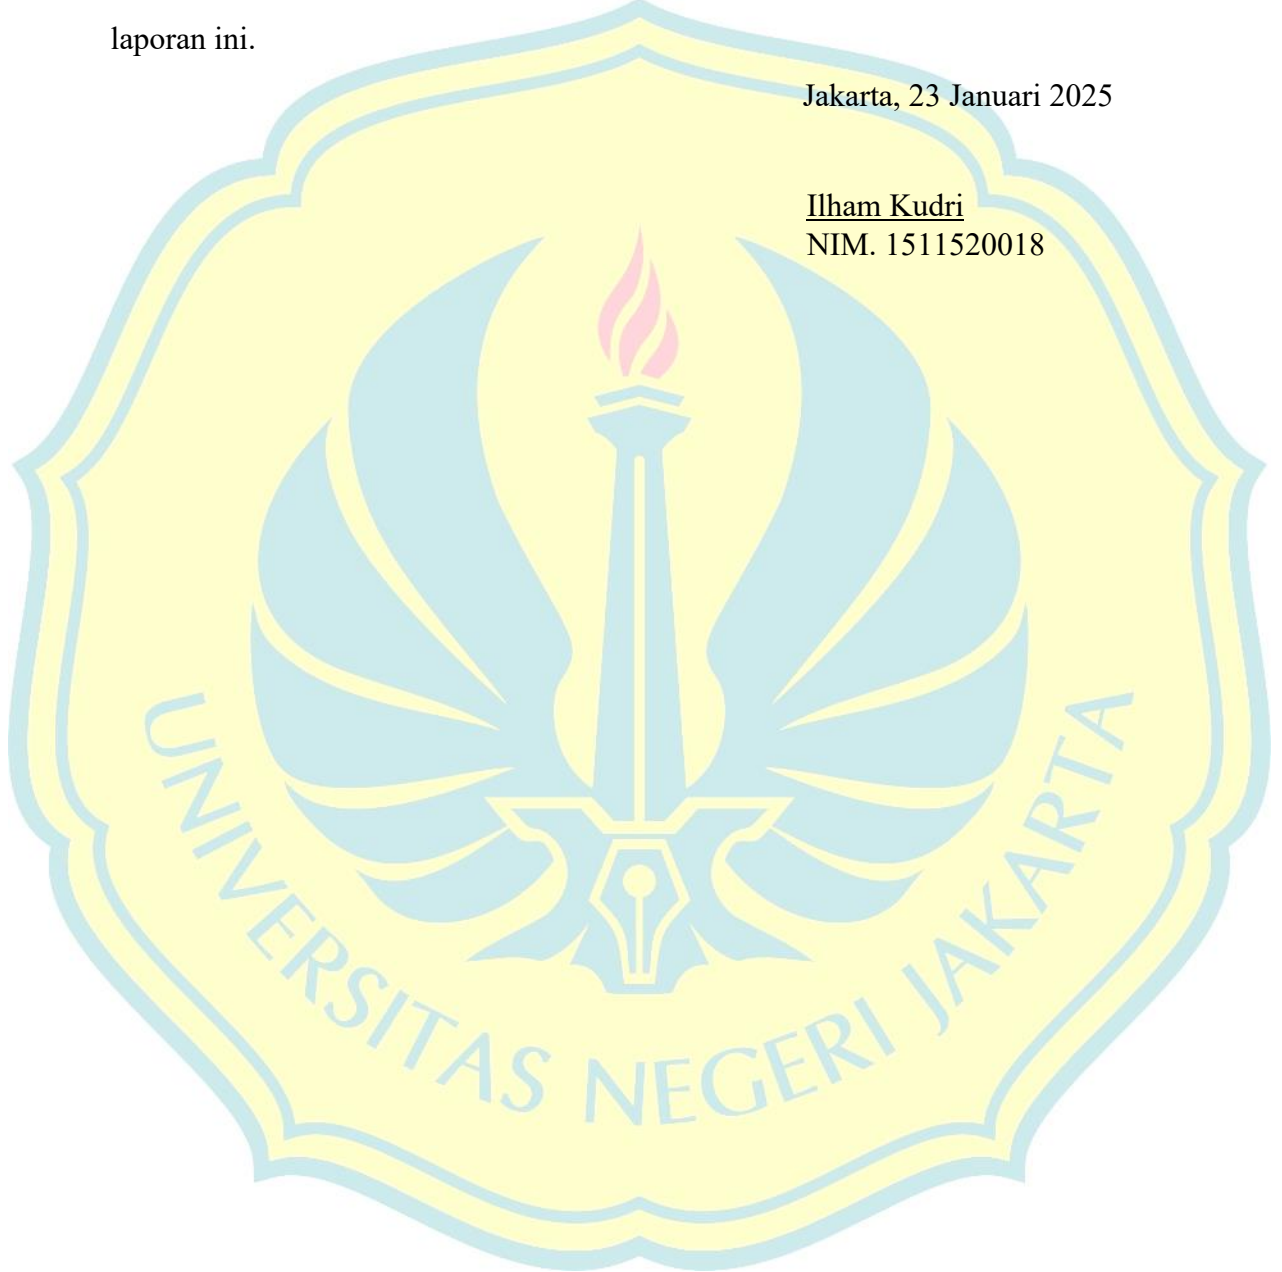 laporan ini.
Jakarta, 23 Januari 2025
Ilham Kudri
NIM. 1511520018
UNIVERSITAS NEGERI JAKARTA